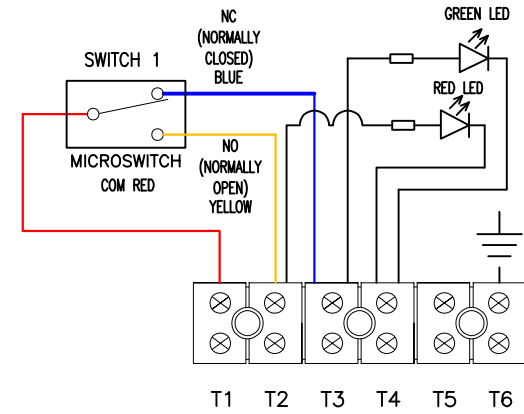 NC
(NORMALLY
CLOSED)
BLUE
GREEN LED
SWITCH 1
RED LED
MICROSWITCH
COM RED
NO
(NORMALLY
OPEN)
YELLOW
T1 T2 T3 T4 T5 T6